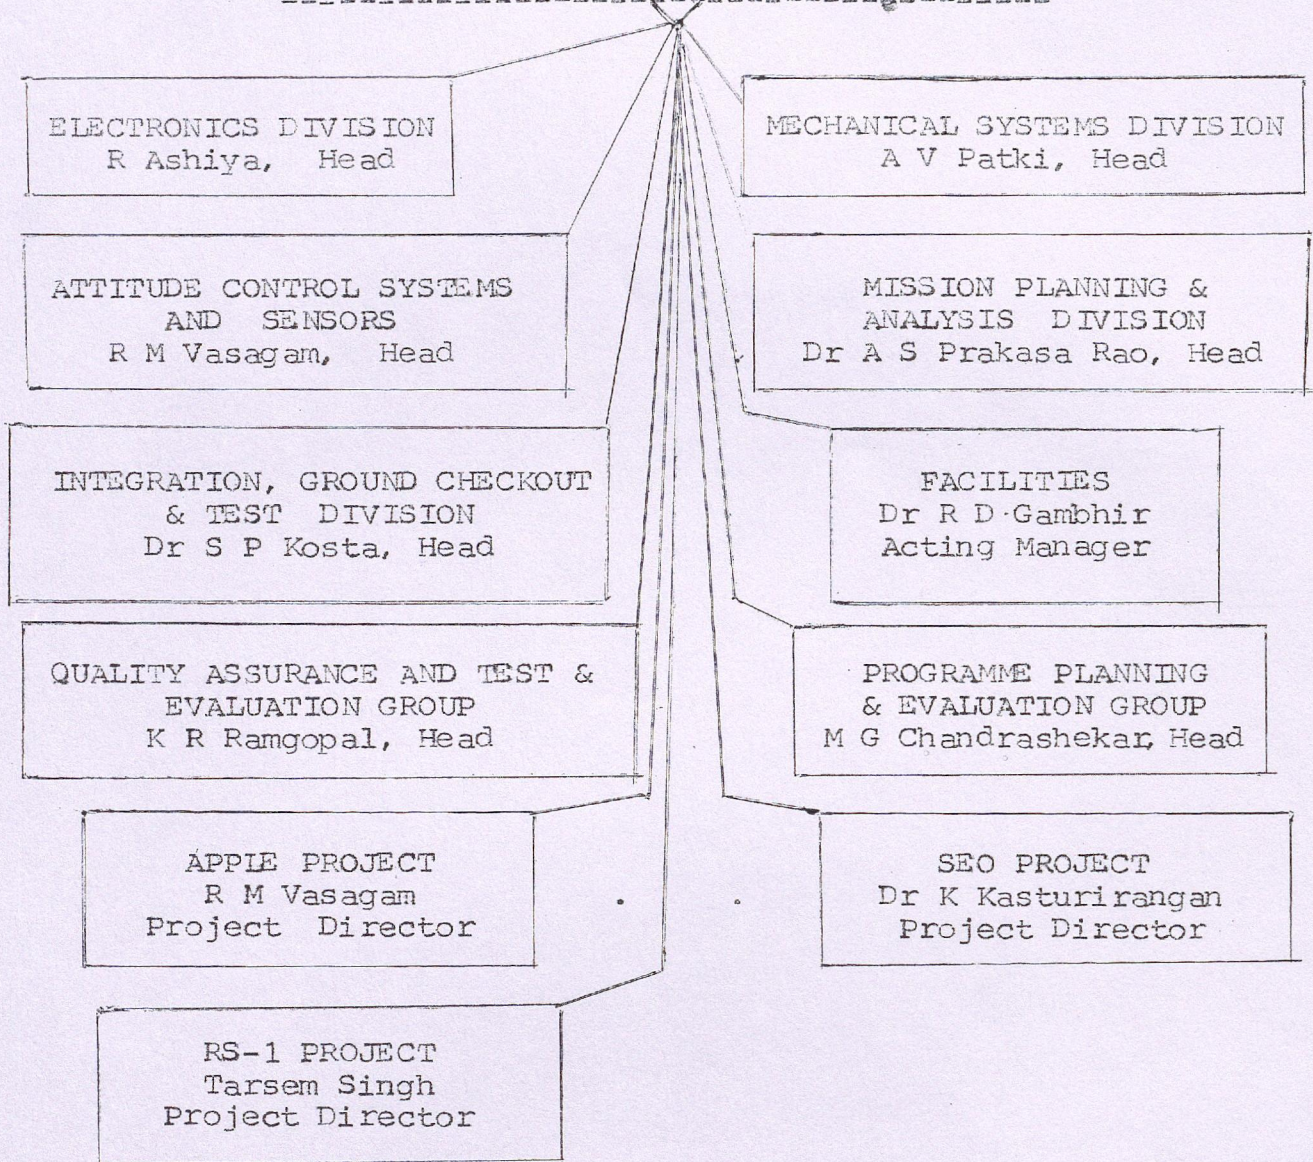 ELECTRONICS DIVISION
R Ashiya, Head
MECHANICAL SYSTEMS DIVISION
A V Patki, Head
ATTITUDE CONTROL SYSTEMS
AND SENSORS
R M Vasagam, Head
MISSION PLANNING &
ANALYSIS DIVISION
Dr A S Prakasa Rao, Head
INTEGRATION, GROUND CHECKOUT
& TEST DIVISION
Dr S P Kosta, Head
FACILITIES
Dr R D Gambhir
Acting Manager
QUALITY ASSURANCE AND TEST &
EVALUATION GROUP
K R Ramgopal, Head
PROGRAMME PLANNING
& EVALUATION GROUP
M G Chandrashekar, Head
APPLE PROJECT
R M Vasagam
Project Director
SEO PROJECT
Dr K Kasturirangan
Project Director
RS-1 PROJECT
Tarsem Singh
Project Director